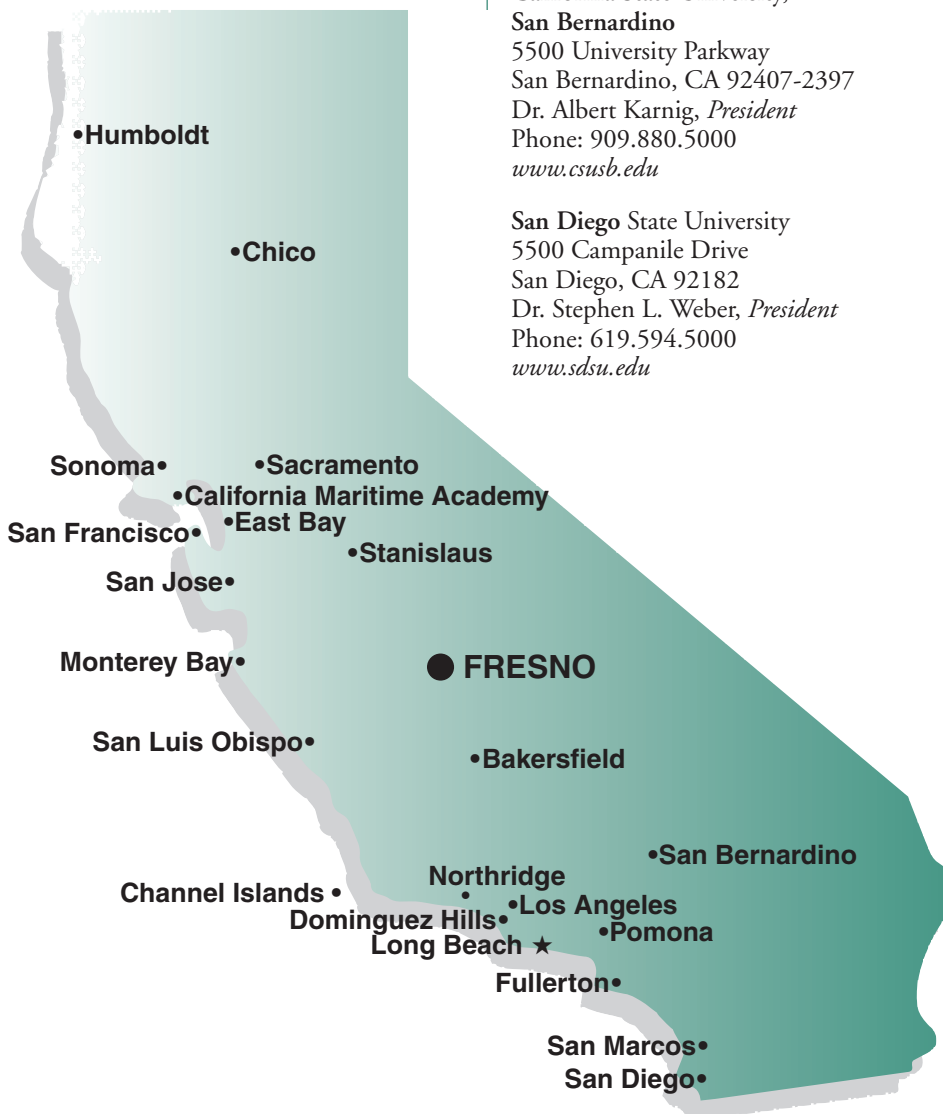 San Bernardino
5500 University Parkway
San Bernardino, CA 92407-2397
Dr. Albert Karnig, President
Phone: 909.880.5000
www.csusb.edu
San Diego State University
5500 Campanile Drive
San Diego, CA 92182
Dr. Stephen L. Weber, President
Phone: 619.594.5000
www.sdsu.edu
•Humboldt
•Chico
Sonoma•
•Sacramento
•California Maritime Academy
•East Bay
San Francisco•
•Stanislaus
San Jose•
Monterey Bay•
● FRESNO
San Luis Obispo•
•Bakersfield
•San Bernardino
Northridge
•
Channel Islands •
•Los Angeles
Dominguez Hills•
•Pomona
Long Beach ★
Fullerton•
San Marcos•
San Diego•